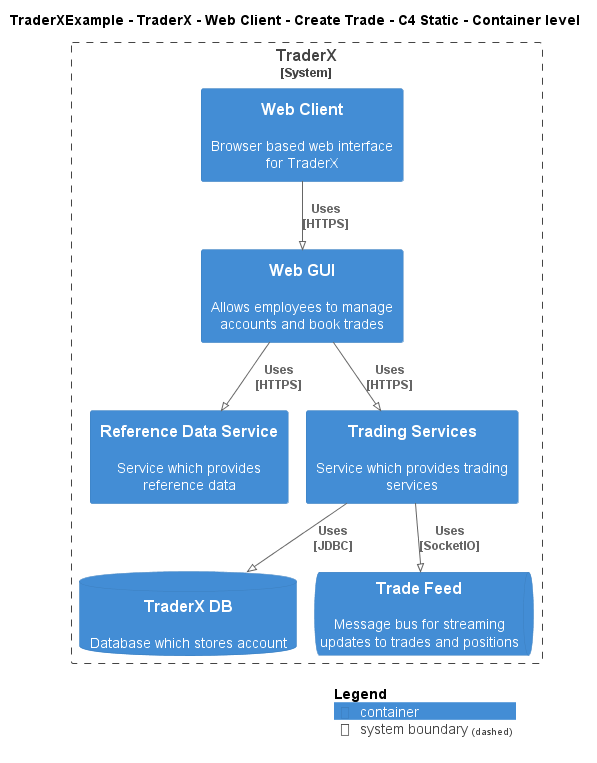 TraderXExample - TraderX - Web Client - Create Trade - C4 Static - Container level
TraderX
[System]
Web Client
Browser based web interface
for TraderX
Uses
[HTTPS]
Web GUI
Allows employees to manage
accounts and book trades
Uses
[HTTPS]
Uses
[HTTPS]
Reference Data Service
Service which provides
reference data
Trading Services
Service which provides trading
services
Uses
[JDBC]
Uses
[SocketIO]
TraderX DB
Database which stores account
Trade Feed
Message bus for streaming
updates to trades and positions
Legend
container
system boundary (dashed)